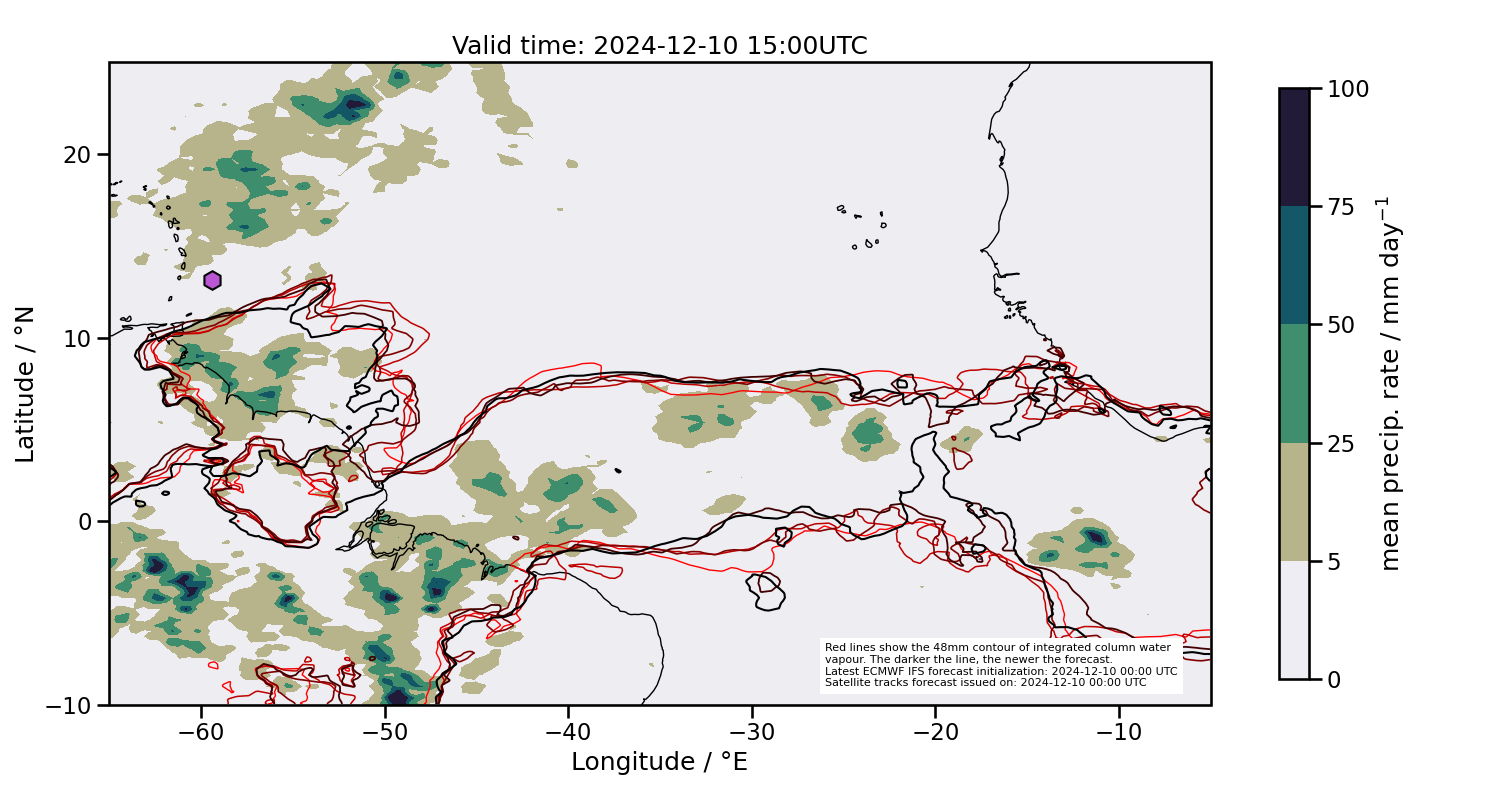 Valid time: 2024-12-10 15:00UTC
Latitude / °N
20
10
0
−10
−60
−50
−40
−30
−20
−10
Longitude / °E
Red lines show the 48mm contour of integrated column water
vapour. The darker the line, the newer the forecast.
Latest ECMWF IFS forecast initialization: 2024-12-10 00:00 UTC
Satellite tracks forecast issued on: 2024-12-10 00:00 UTC
100
75
50
25
5
0
mean precip. rate / mm day⁻¹